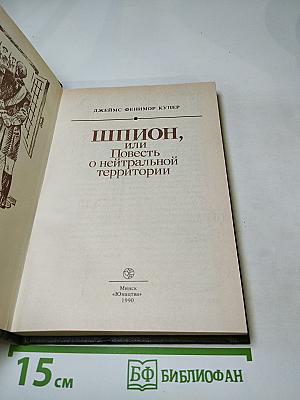 ДЖЕЙМС ФЕНИМОР КУПЕР
ШПИОН,
или
Повесть
о нейтральной
территории
Минск
«Юнацтва»
1990
15 см
БФ БИБЛИОФАН